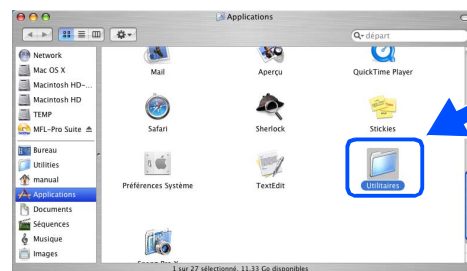 Applications
départ
Network
Mac OS X
Macintosh HD-...
Macintosh HD
TEMP
MFL-Pro Suite
Bureau
Utilities
manual
Applications
Documents
Séquences
Musique
Images
Mail
Aperçu
QuickTime Player
Safari
Sherlock
Stickies
Préférences Système
TextEdit
Utilitaires
1 sur 27 sélectionné, 11,33 Go disponibles